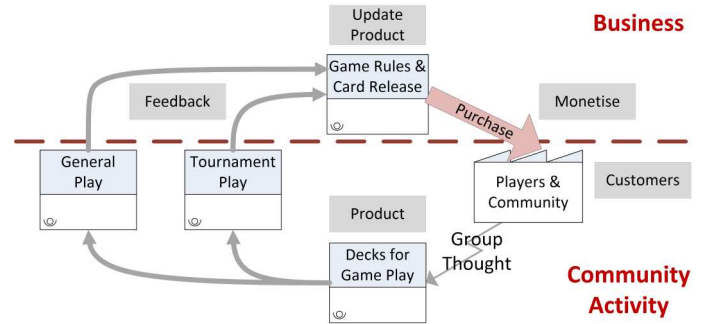 Update
Product
Business
Game Rules &
Card Release
Feedback
Purchase
Monetise
General
Play
Tournament
Play
Players &
Community
Customers
Product
Group
Thought
Decks for
Game Play
Community
Activity